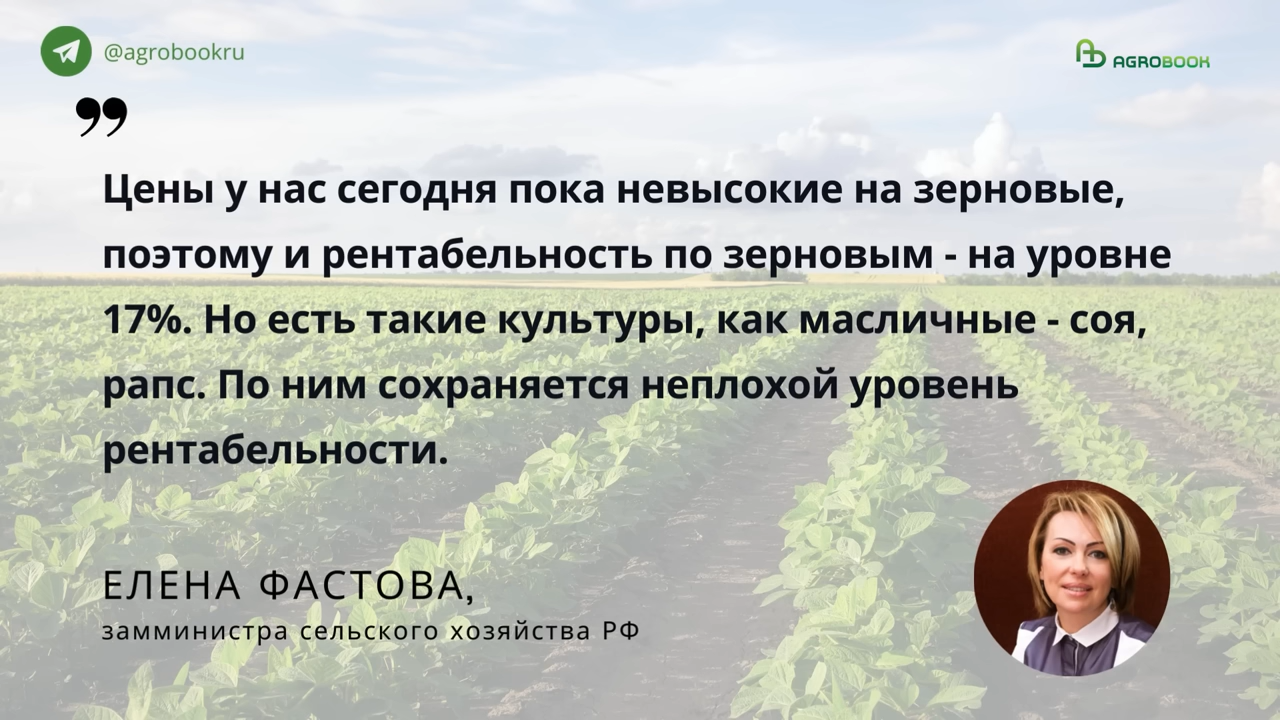 @agrobookru
AGROBOOK
”
Цены у нас сегодня пока невысокие на зерновые,
поэтому и рентабельность по зерновым - на уровне
17%. Но есть такие культуры, как масличные - соя,
рапс. По ним сохраняется неплохой уровень
рентабельности.
ЕЛЕНА ФАСТОВА,
замминистра сельского хозяйства РФ